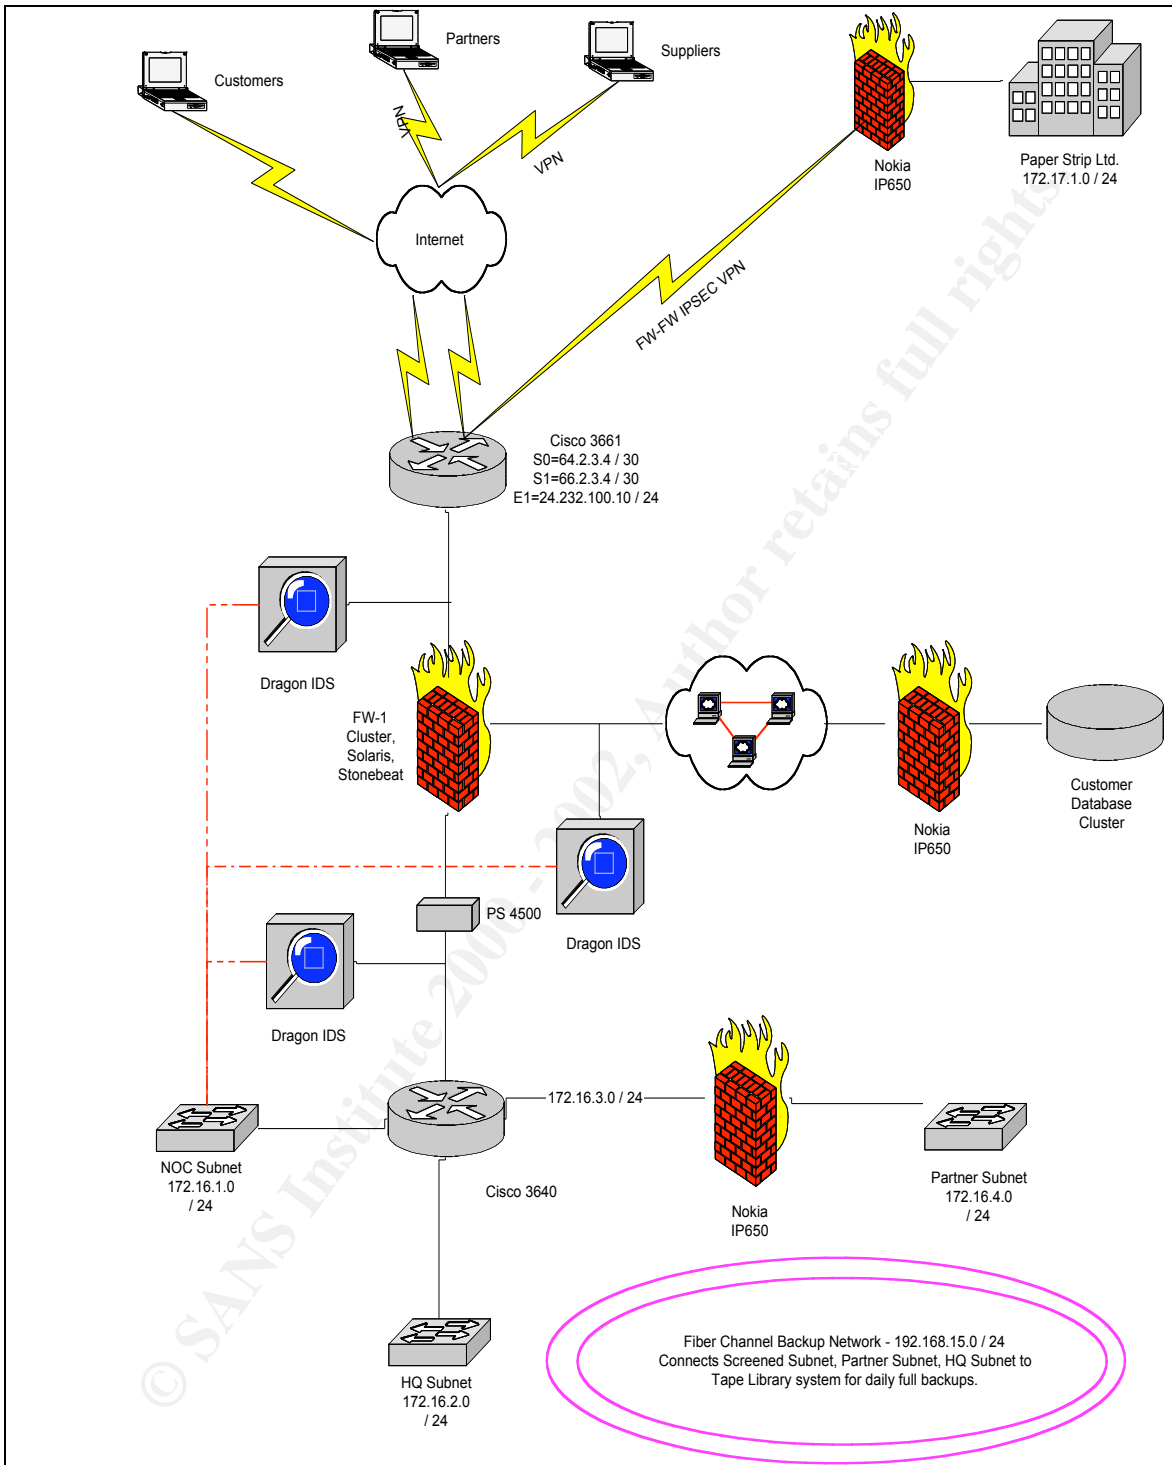 Partners
Suppliers
Customers
VPN
VPN
Nokia
IP650
Paper Strip Ltd.
172.17.1.0 / 24
Internet
FW-FW IPSEC VPN
Cisco 3661
S0=64.2.3.4 / 30
S1=66.2.3.4 / 30
E1=24.232.100.10 / 24
Dragon IDS
FW-1
Cluster,
Solaris,
Stonebeat
Nokia
IP650
Customer
Database
Cluster
PS 4500
Dragon IDS
Dragon IDS
172.16.3.0 / 24
NOC Subnet
172.16.1.0
/ 24
Cisco 3640
Nokia
IP650
Partner Subnet
172.16.4.0
/ 24
HQ Subnet
172.16.2.0
/ 24
Fiber Channel Backup Network - 192.168.15.0 / 24
Connects Screened Subnet, Partner Subnet, HQ Subnet to
Tape Library system for daily full backups.
© SANS Institute 2000 - 2002, Author retains full rights.